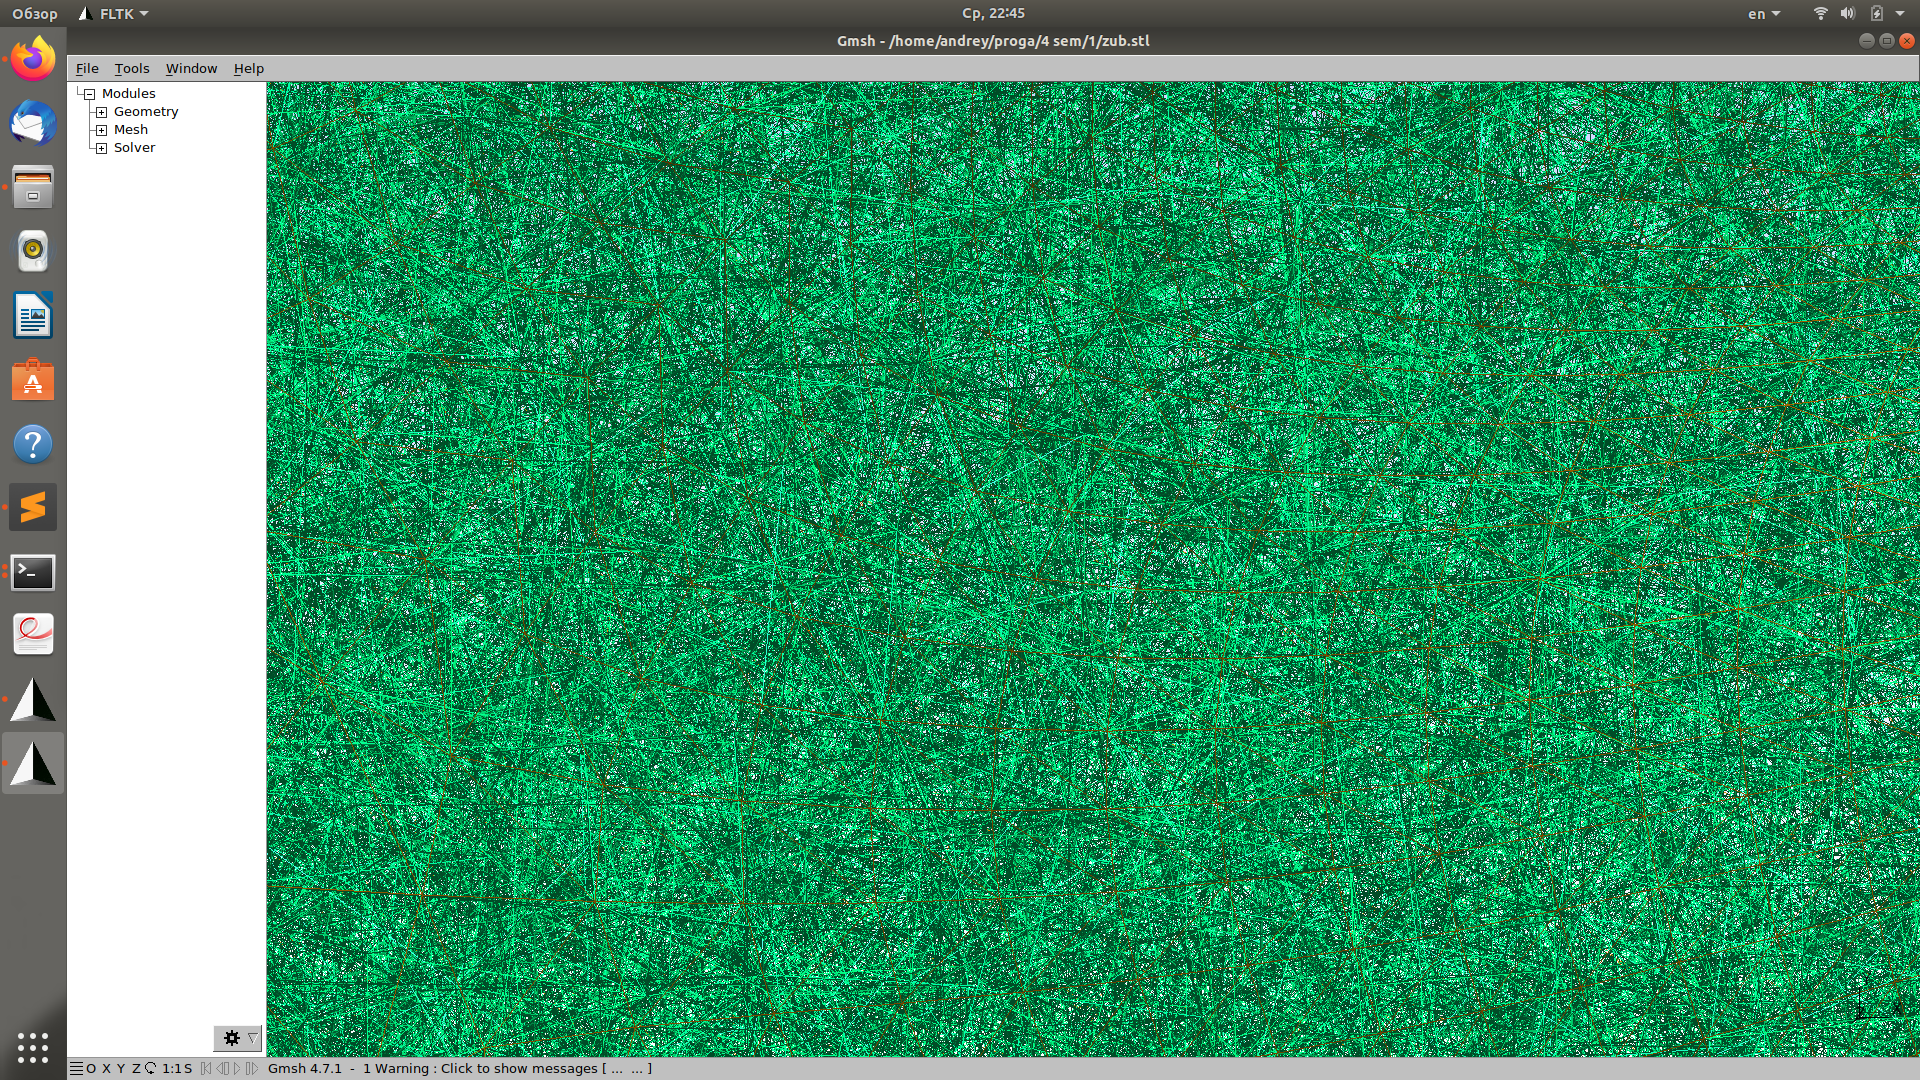 Обзор FLTK Ср, 22:45 en
Gmsh - /home/andrey/proga/4 sem/1/zub.stl
File Tools Window Help
Modules
Geometry
Mesh
Solver
O X Y Z 1:1 S Gmsh 4.7.1 - 1 Warning : Click to show messages [ ... ... ]